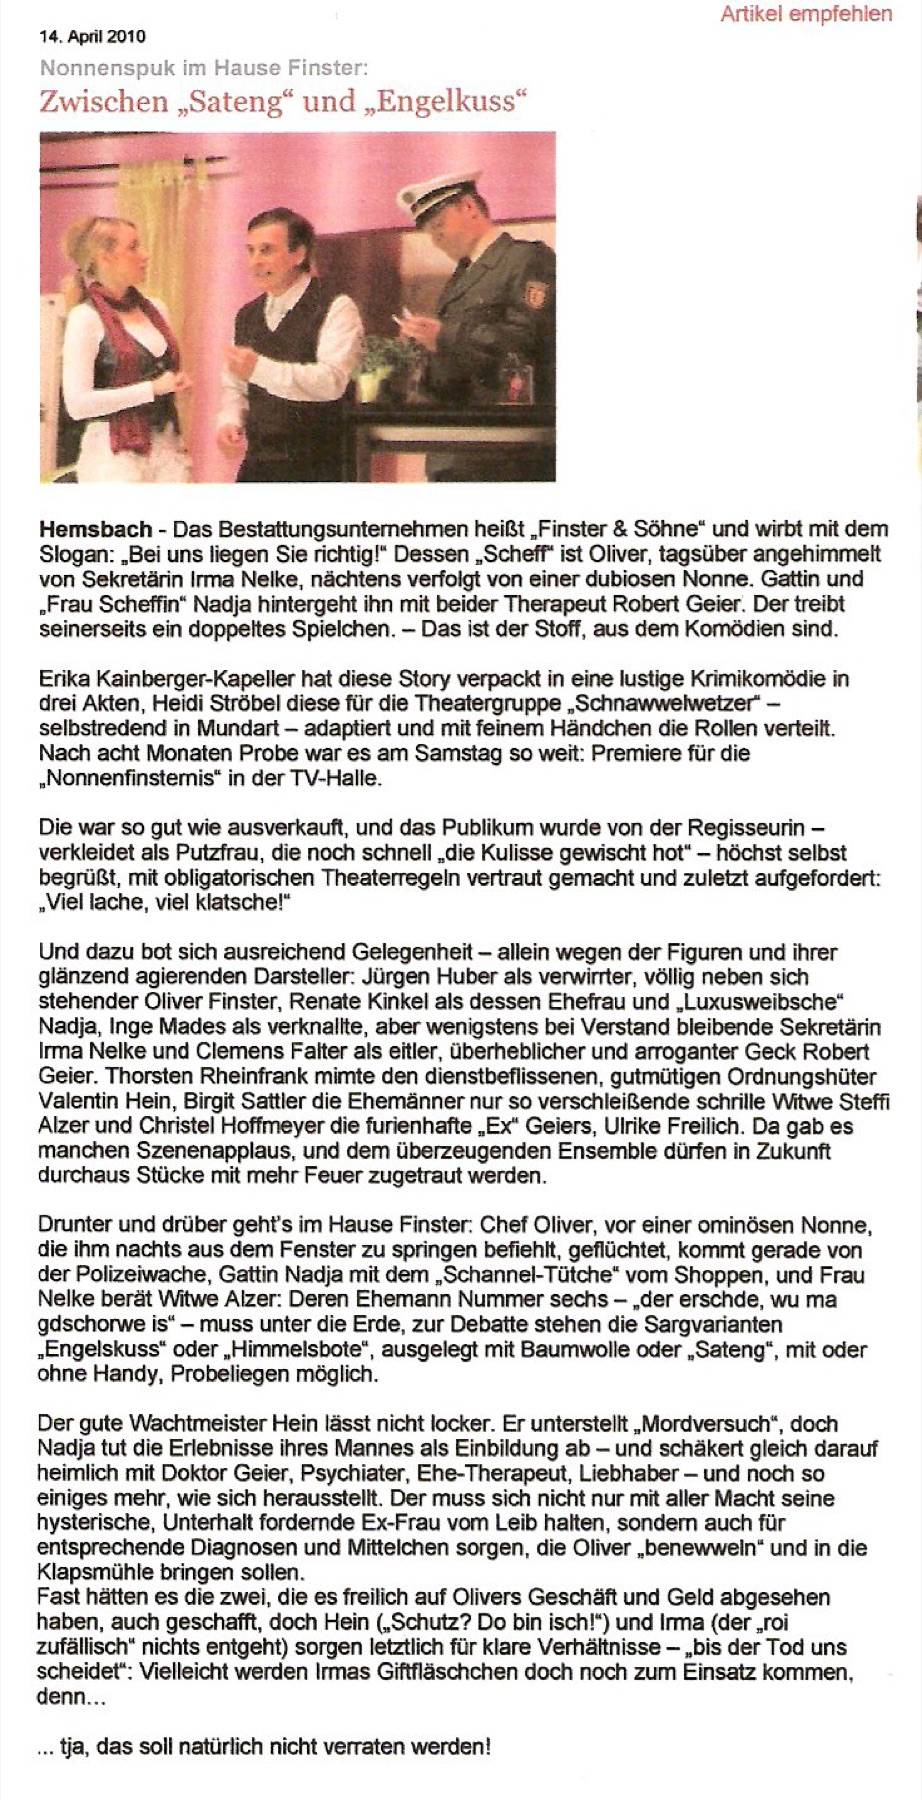 Artikel empfehlen
14. April 2010
Nonnenspuk im Hause Finster:
Zwischen „Sateng“ und „Engelkuss“
Hemsbach - Das Bestattungsunternehmen heißt „Finster & Söhne“ und wirbt mit dem
Slogan: „Bei uns liegen Sie richtig!“ Dessen „Scheff“ ist Oliver, tagsüber angehimmelt
von Sekretärin Irma Nelke, nächtens verfolgt von einer dubiosen Nonne. Gattin und
„Frau Scheffin“ Nadja hintergeht ihn mit beider Therapeut Robert Geier. Der treibt
seinerseits ein doppeltes Spielchen. – Das ist der Stoff, aus dem Komödien sind.
Erika Kainberger-Kapeller hat diese Story verpackt in eine lustige Krimikomödie in
drei Akten, Heidi Ströbel diese für die Theatergruppe „Schnawwelwetzer“ –
selbstredend in Mundart – adaptiert und mit feinem Händchen die Rollen verteilt.
Nach acht Monaten Probe war es am Samstag so weit: Premiere für die
„Nonnenfinsternis“ in der TV-Halle.
Die war so gut wie ausverkauft, und das Publikum wurde von der Regisseurin –
verkleidet als Putzfrau, die noch schnell „die Kulisse gewischt hot“ – höchst selbst
begrüßt, mit obligatorischen Theaterregeln vertraut gemacht und zuletzt aufgefordert:
„Viel lache, viel klatsche!“
Und dazu bot sich ausreichend Gelegenheit – allein wegen der Figuren und ihrer
glänzend agierenden Darsteller: Jürgen Huber als verwirrter, völlig neben sich
stehender Oliver Finster, Renate Kinkel als dessen Ehefrau und „Luxusweibsche“
Nadja, Inge Mades als verknallte, aber wenigstens bei Verstand bleibende Sekretärin
Irma Nelke und Clemens Falter als eitler, überheblicher und arroganter Geck Robert
Geier. Thorsten Rheinfrank mimte den dienstbeflissenen, gutmütigen Ordnungshüter
Valentin Hein, Birgit Sattler die Ehemänner nur so verschleißende schrille Witwe Steffi
Alzer und Christel Hoffmeyer die furienhafte „Ex“ Geiers, Ulrike Freilich. Da gab es
manchen Szenenapplaus, und dem überzeugenden Ensemble dürfen in Zukunft
durchaus Stücke mit mehr Feuer zugetraut werden.
Drunter und drüber geht's im Hause Finster: Chef Oliver, vor einer ominösen Nonne,
die ihm nachts aus dem Fenster zu springen befiehlt, geflüchtet, kommt gerade von
der Polizeiwache, Gattin Nadja mit dem „Schannel-Tütche“ vom Shoppen, und Frau
Nelke berät Witwe Alzer: Deren Ehemann Nummer sechs – „der erschde, wu ma
gdschorwe is“ – muss unter die Erde, zur Debatte stehen die Sargvarianten
„Engelskuss“ oder „Himmelsbote“, ausgelegt mit Baumwolle oder „Sateng“, mit oder
ohne Handy, Probeliegen möglich.
Der gute Wachtmeister Hein lässt nicht locker. Er unterstellt „Mordversuch“, doch
Nadja tut die Erlebnisse ihres Mannes als Einbildung ab – und schäkert gleich darauf
heimlich mit Doktor Geier, Psychiater, Ehe-Therapeut, Liebhaber – und noch so
einiges mehr, wie sich herausstellt. Der muss sich nicht nur mit aller Macht seine
hysterische, Unterhalt fordernde Ex-Frau vom Leib halten, sondern auch für
entsprechende Diagnosen und Mittelchen sorgen, die Oliver „benewweln“ und in die
Klapsmühle bringen sollen.
Fast hätten es die zwei, die es freilich auf Olivers Geschäft und Geld abgesehen
haben, auch geschafft, doch Hein („Schutz? Do bin isch!“) und Irma (der „roi
zufällisch“ nichts entgeht) sorgen letztlich für klare Verhältnisse – „bis der Tod uns
scheidet“: Vielleicht werden Irmas Giftfläschchen doch noch zum Einsatz kommen,
denn...
... tja, das soll natürlich nicht verraten werden!